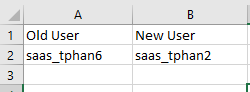 A B
1 Old User New User
2 saas_tphan6 saas_tphan2
3